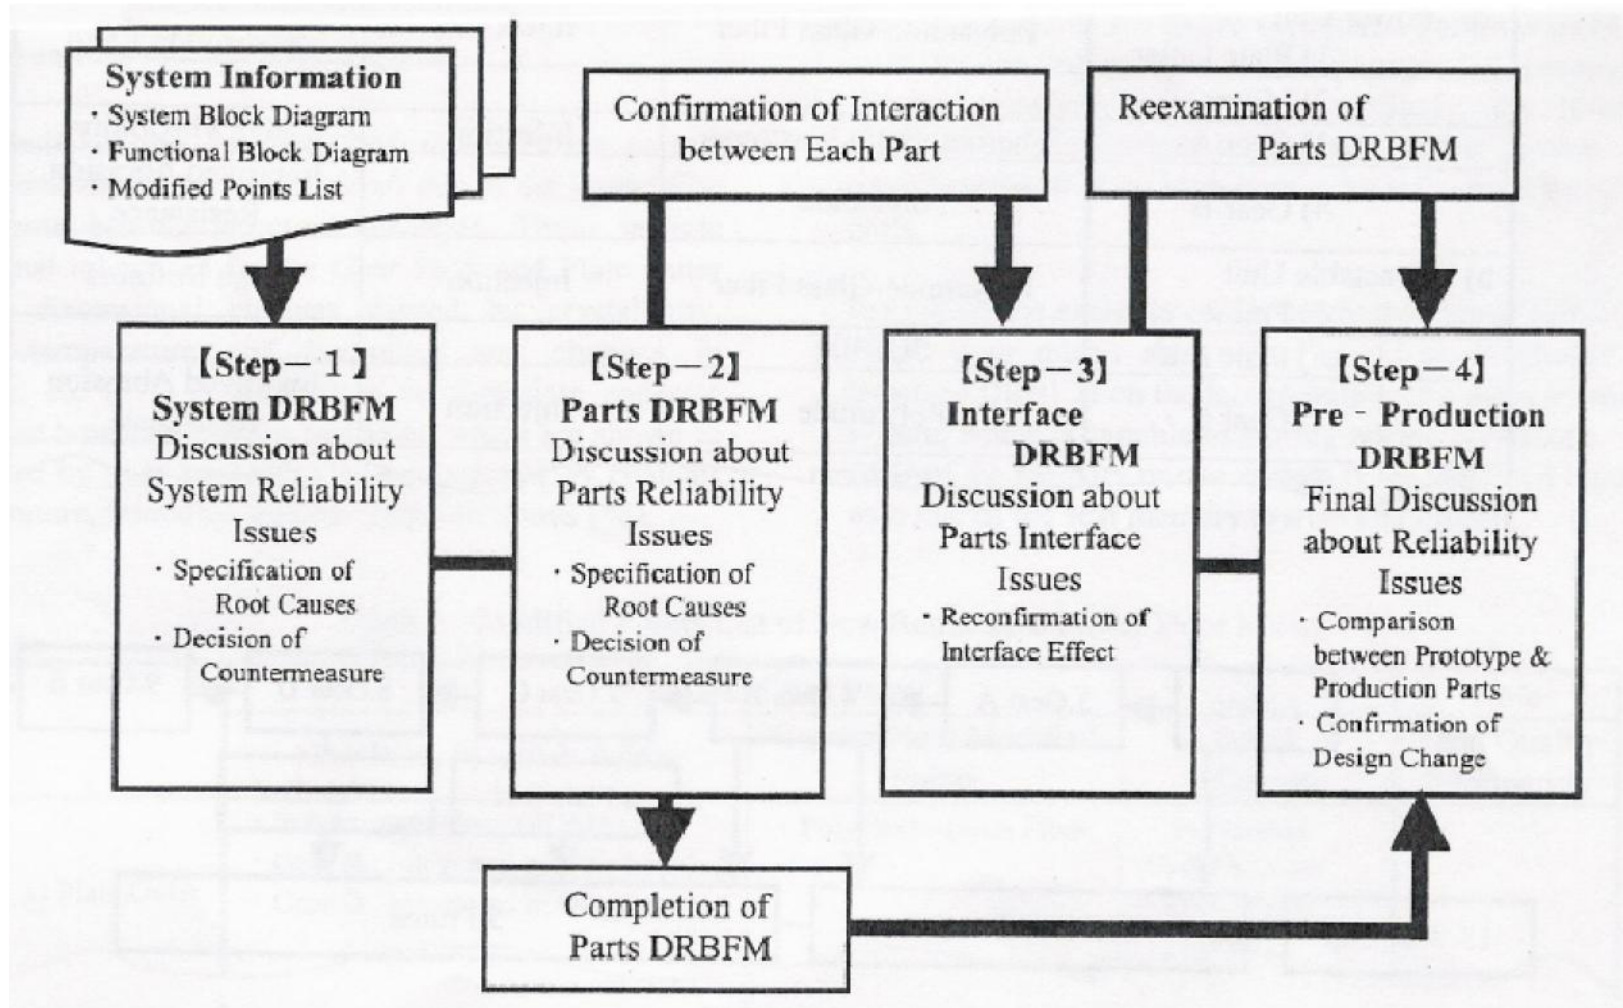 System Information
· System Block Diagram
· Functional Block Diagram
· Modified Points List
Confirmation of Interaction
between Each Part
Reexamination of
Parts DRBFM
【Step－1】
System DRBFM
Discussion about
System Reliability
Issues
· Specification of
Root Causes
· Decision of
Countermeasure
【Step－2】
Parts DRBFM
Discussion about
Parts Reliability
Issues
· Specification of
Root Causes
· Decision of
Countermeasure
【Step－3】
Interface
DRBFM
Discussion about
Parts Interface
Issues
· Reconfirmation of
Interface Effect
【Step－4】
Pre - Production
DRBFM
Final Discussion
about Reliability
Issues
· Comparison
between Prototype &
Production Parts
· Confirmation of
Design Change
Completion of
Parts DRBFM